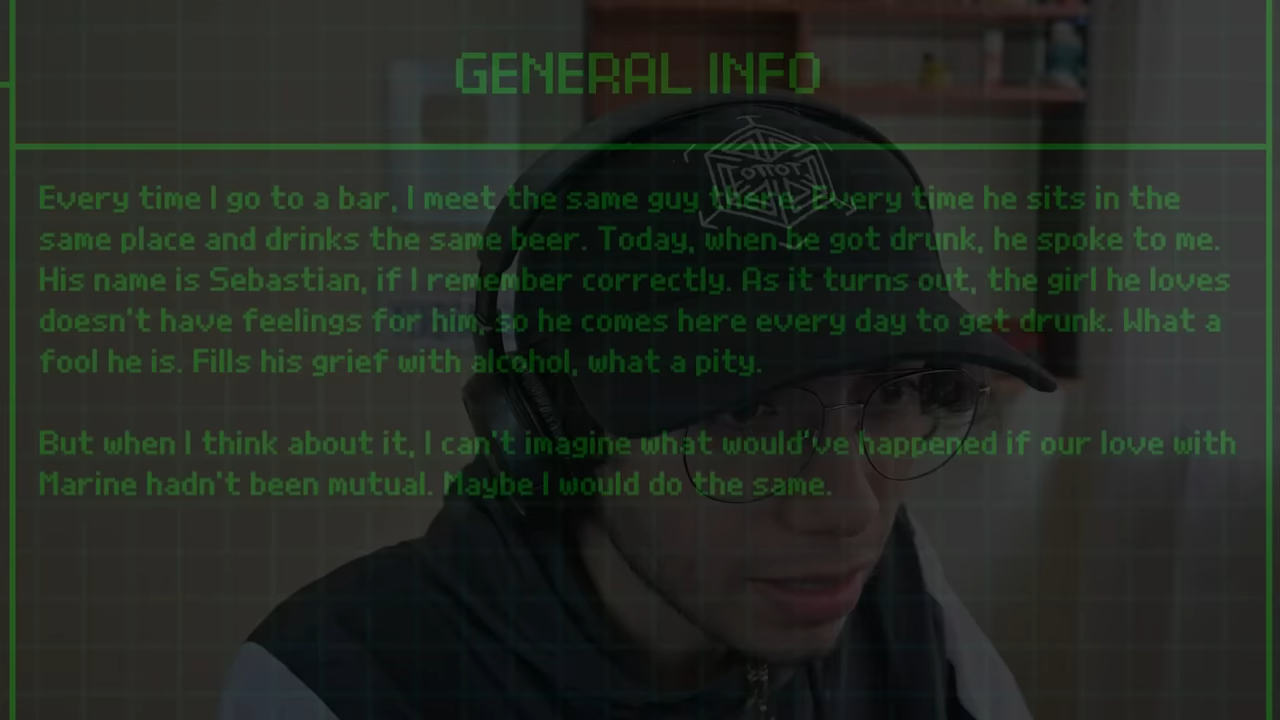 GENERAL INFO
Every time I go to a bar, I meet the same guy there. Every time he sits in the
same place and drinks the same beer. Today, when he got drunk, he spoke to me.
His name is Sebastian, if I remember correctly. As it turns out, the girl he loves
doesn't have feelings for him, so he comes here every day to get drunk. What a
fool he is. Fills his grief with alcohol, what a pity.
But when I think about it, I can't imagine what would've happened if our love with
Marine hadn't been mutual. Maybe I would do the same.